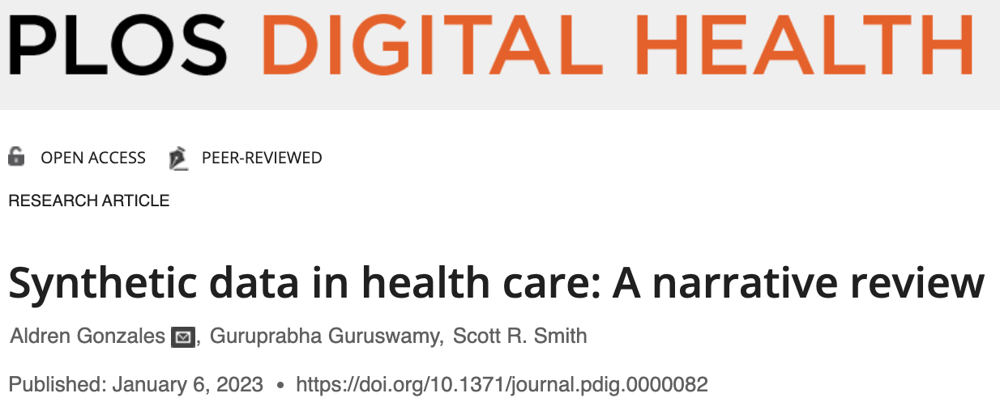 PLOS DIGITAL HEALTH
OPEN ACCESS PEER-REVIEWED
RESEARCH ARTICLE
Synthetic data in health care: A narrative review
Aldren Gonzales, Guruprabha Guruswamy, Scott R. Smith
Published: January 6, 2023 • https://doi.org/10.1371/journal.pdig.0000082